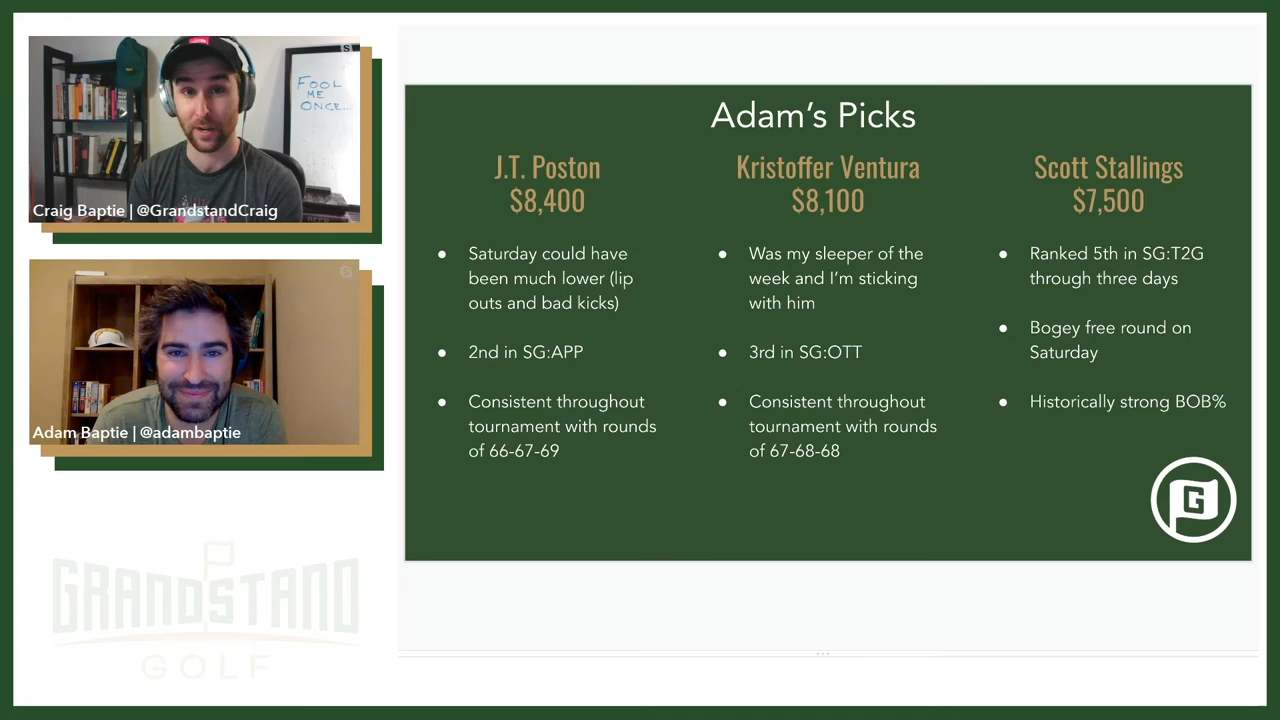 FOOL
ME
ONCE...
Craig Baptie | @GrandstandCraig
Adam Baptie | @adambaptie
GRANDSTAND
GOLF
Adam's Picks
J.T. Poston
$8,400
● Saturday could have
been much lower (lip
outs and bad kicks)
● 2nd in SG:APP
● Consistent throughout
tournament with rounds
of 66-67-69
Kristoffer Ventura
$8,100
● Was my sleeper of the
week and I'm sticking
with him
● 3rd in SG:OTT
● Consistent throughout
tournament with rounds
of 67-68-68
Scott Stallings
$7,500
● Ranked 5th in SG:T2G
through three days
● Bogey free round on
Saturday
● Historically strong BOB%
G